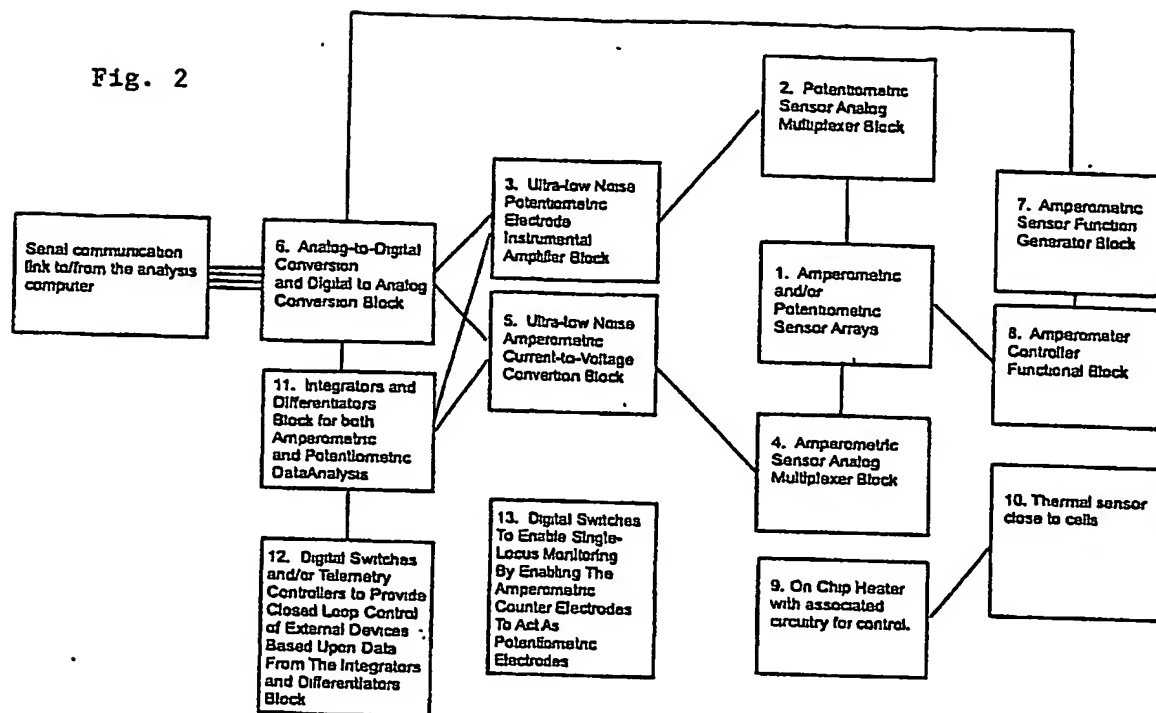 Fig. 2
2. Potentiometric
Sensor Analog
Multiplexer Block
3. Ultra-low Noise
Potentiometric
Electrode
Instrumental
Amplifier Block
7. Amperometric
Sensor Function
Generator Block
Serial communication
link to/from the analysis
computer
6. Analog-to-Digital
Conversion
and Digital to Analog
Conversion Block
1. Amperometric
and/or
Potentiometric
Sensor Arrays
5. Ultra-low Noise
Amperometric
Current-to-Voltage
Convertion Block
8. Amperometer
Controller
Functional Block
11. Integrators and
Differentiators
Block for both
Amperometric
and Potentiometric
DataAnalysis
4. Amperometric
Sensor Analog
Multiplexer Block
10. Thermal sensor
close to cells
13. Digital Switches
To Enable Single-
Locus Monitoring
By Enabling The
Amperometric
Counter Electrodes
To Act As
Potentiometric
Electrodes
12. Digital Switches
and/or Telemetry
Controllers to Provide
Closed Loop Control
of External Devices
Based Upon Data
From The Integrators
and Differentiators
Block
9. On Chip Heater
with associated
circuitry for control.